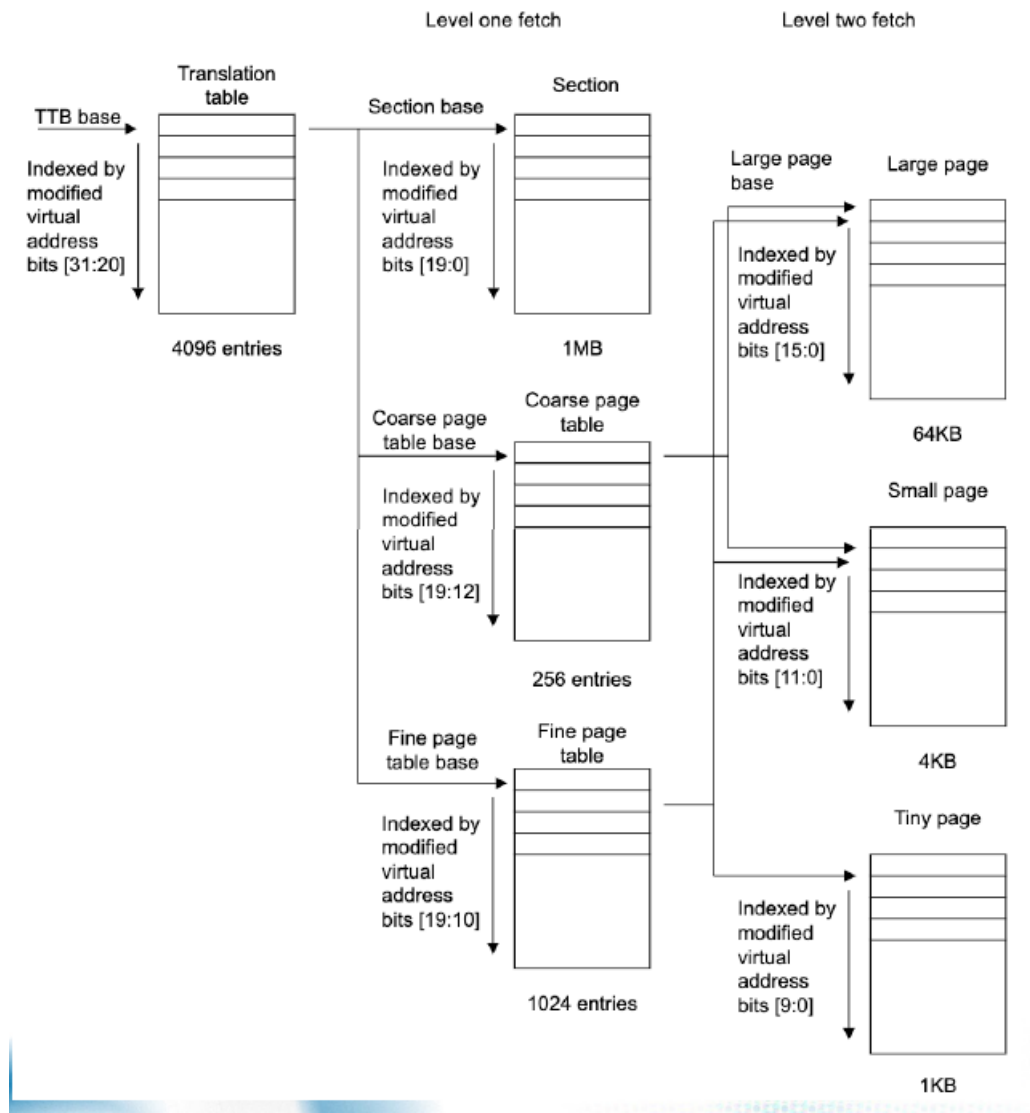 Level one fetch
Level two fetch
Translation
table
TTB base
Indexed by
modified
virtual
address
bits [31:20]
4096 entries
Section base
Section
Indexed by
modified
virtual
address
bits [19:0]
1MB
Coarse page
table base
Coarse page
table
Indexed by
modified
virtual
address
bits [19:12]
256 entries
Fine page
table base
Fine page
table
Indexed by
modified
virtual
address
bits [19:10]
1024 entries
Large page
base
Large page
Indexed by
modified
virtual
address
bits [15:0]
64KB
Small page
Indexed by
modified
virtual
address
bits [11:0]
4KB
Tiny page
Indexed by
modified
virtual
address
bits [9:0]
1KB